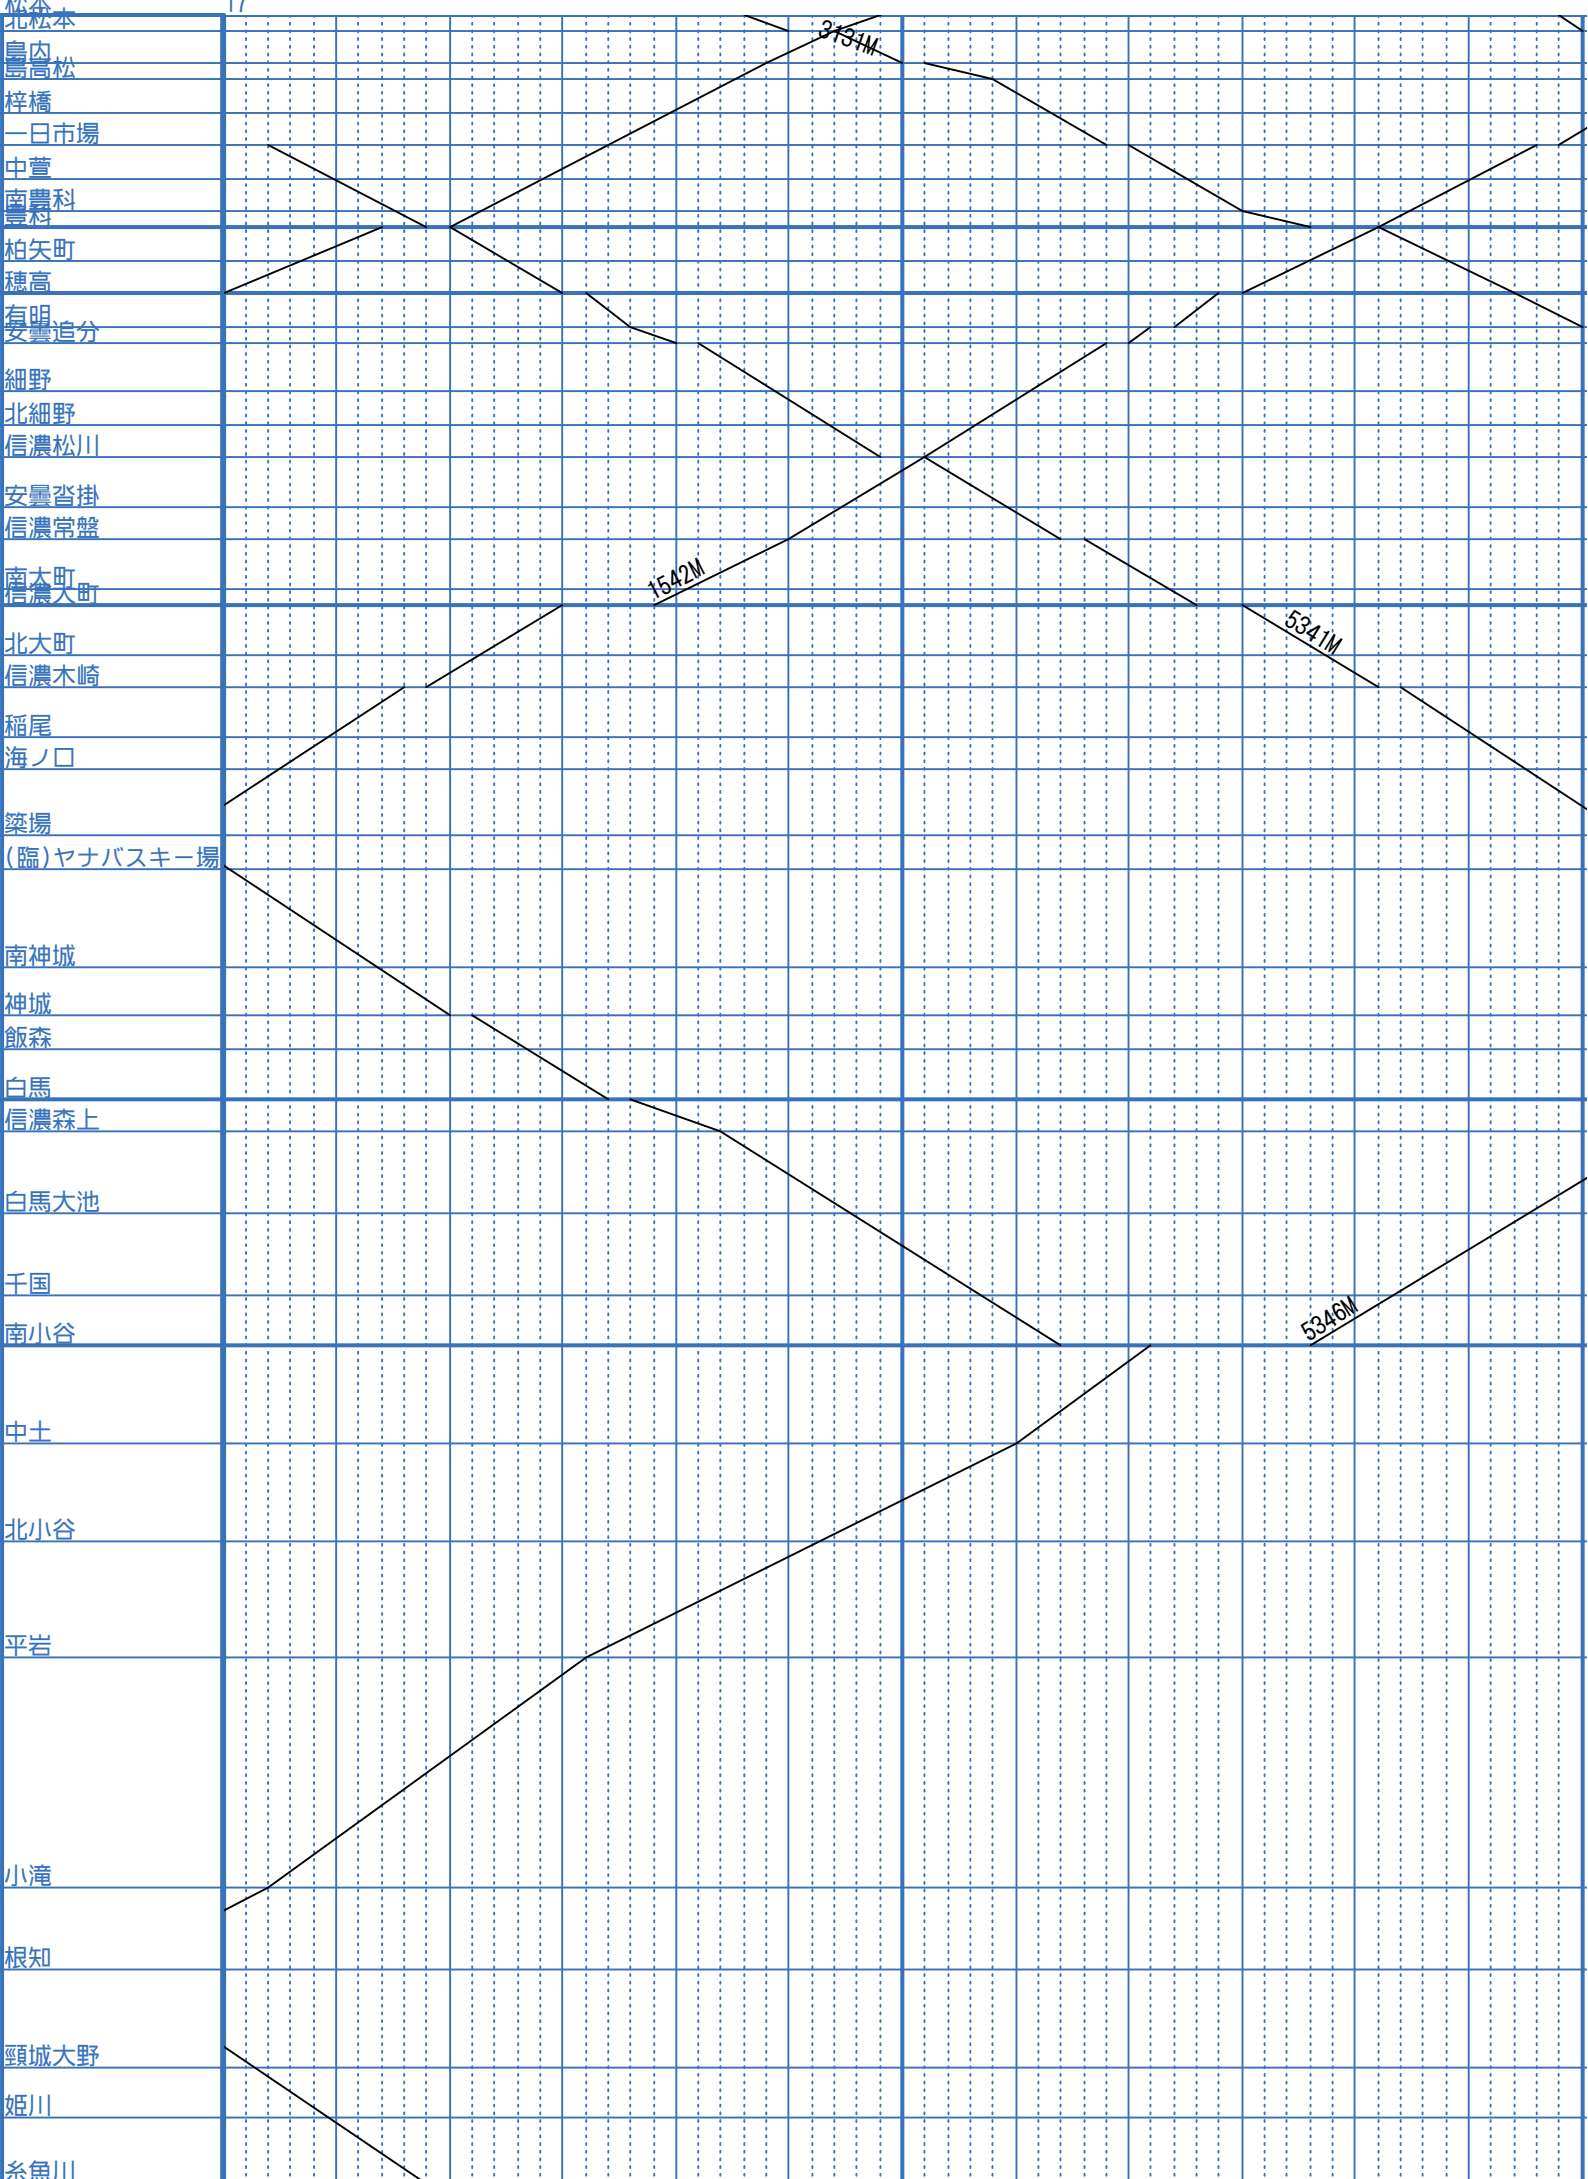 松本
17
北松本
島内
島高松
梓橋
一日市場
中萱
南豊科
豊科
柏矢町
穂高
有明
安曇追分
細野
北細野
信濃松川
安曇沓掛
信濃常盤
南大町
信濃大町
北大町
信濃木崎
稲尾
海ノ口
簗場
(臨)ヤナバスキー場
南神城
神城
飯森
白馬
信濃森上
白馬大池
千国
南小谷
中土
北小谷
平岩
小滝
根知
頸城大野
姫川
糸魚川
3131M
1542M
5341M
5346M